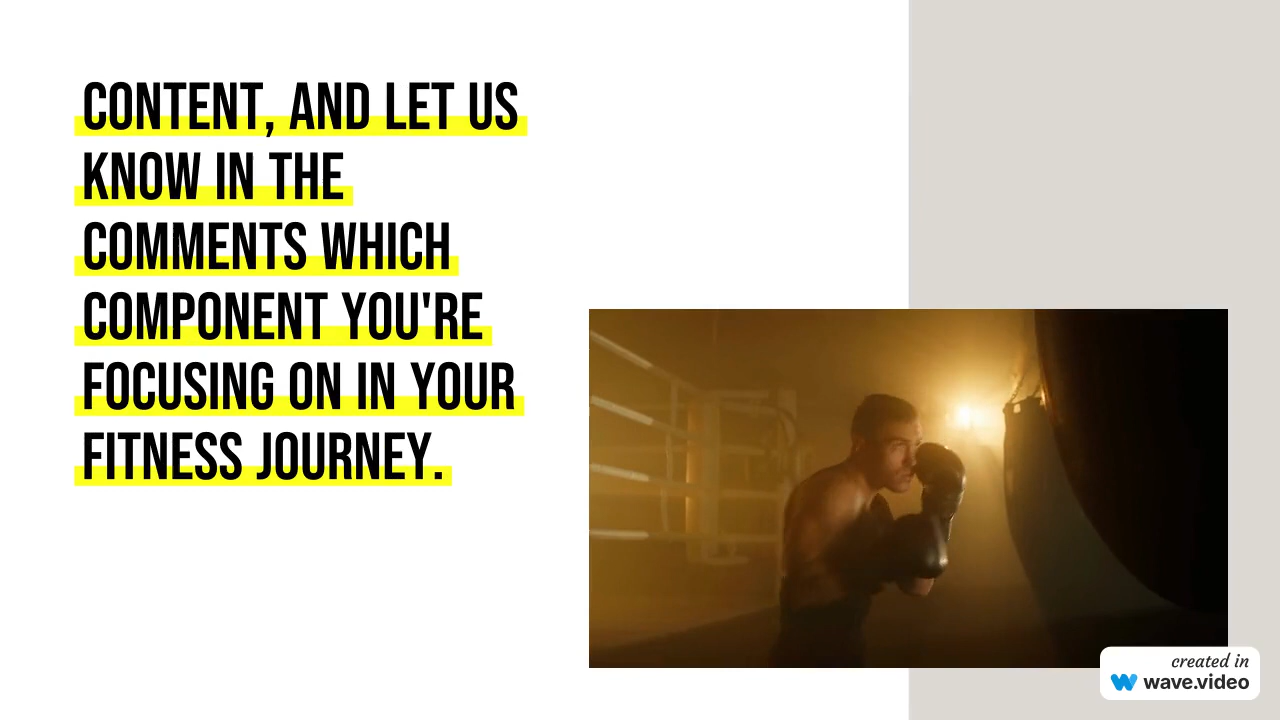 CONTENT, AND LET US
KNOW IN THE
COMMENTS WHICH
COMPONENT YOU'RE
FOCUSING ON IN YOUR
FITNESS JOURNEY.
created in
wave.video